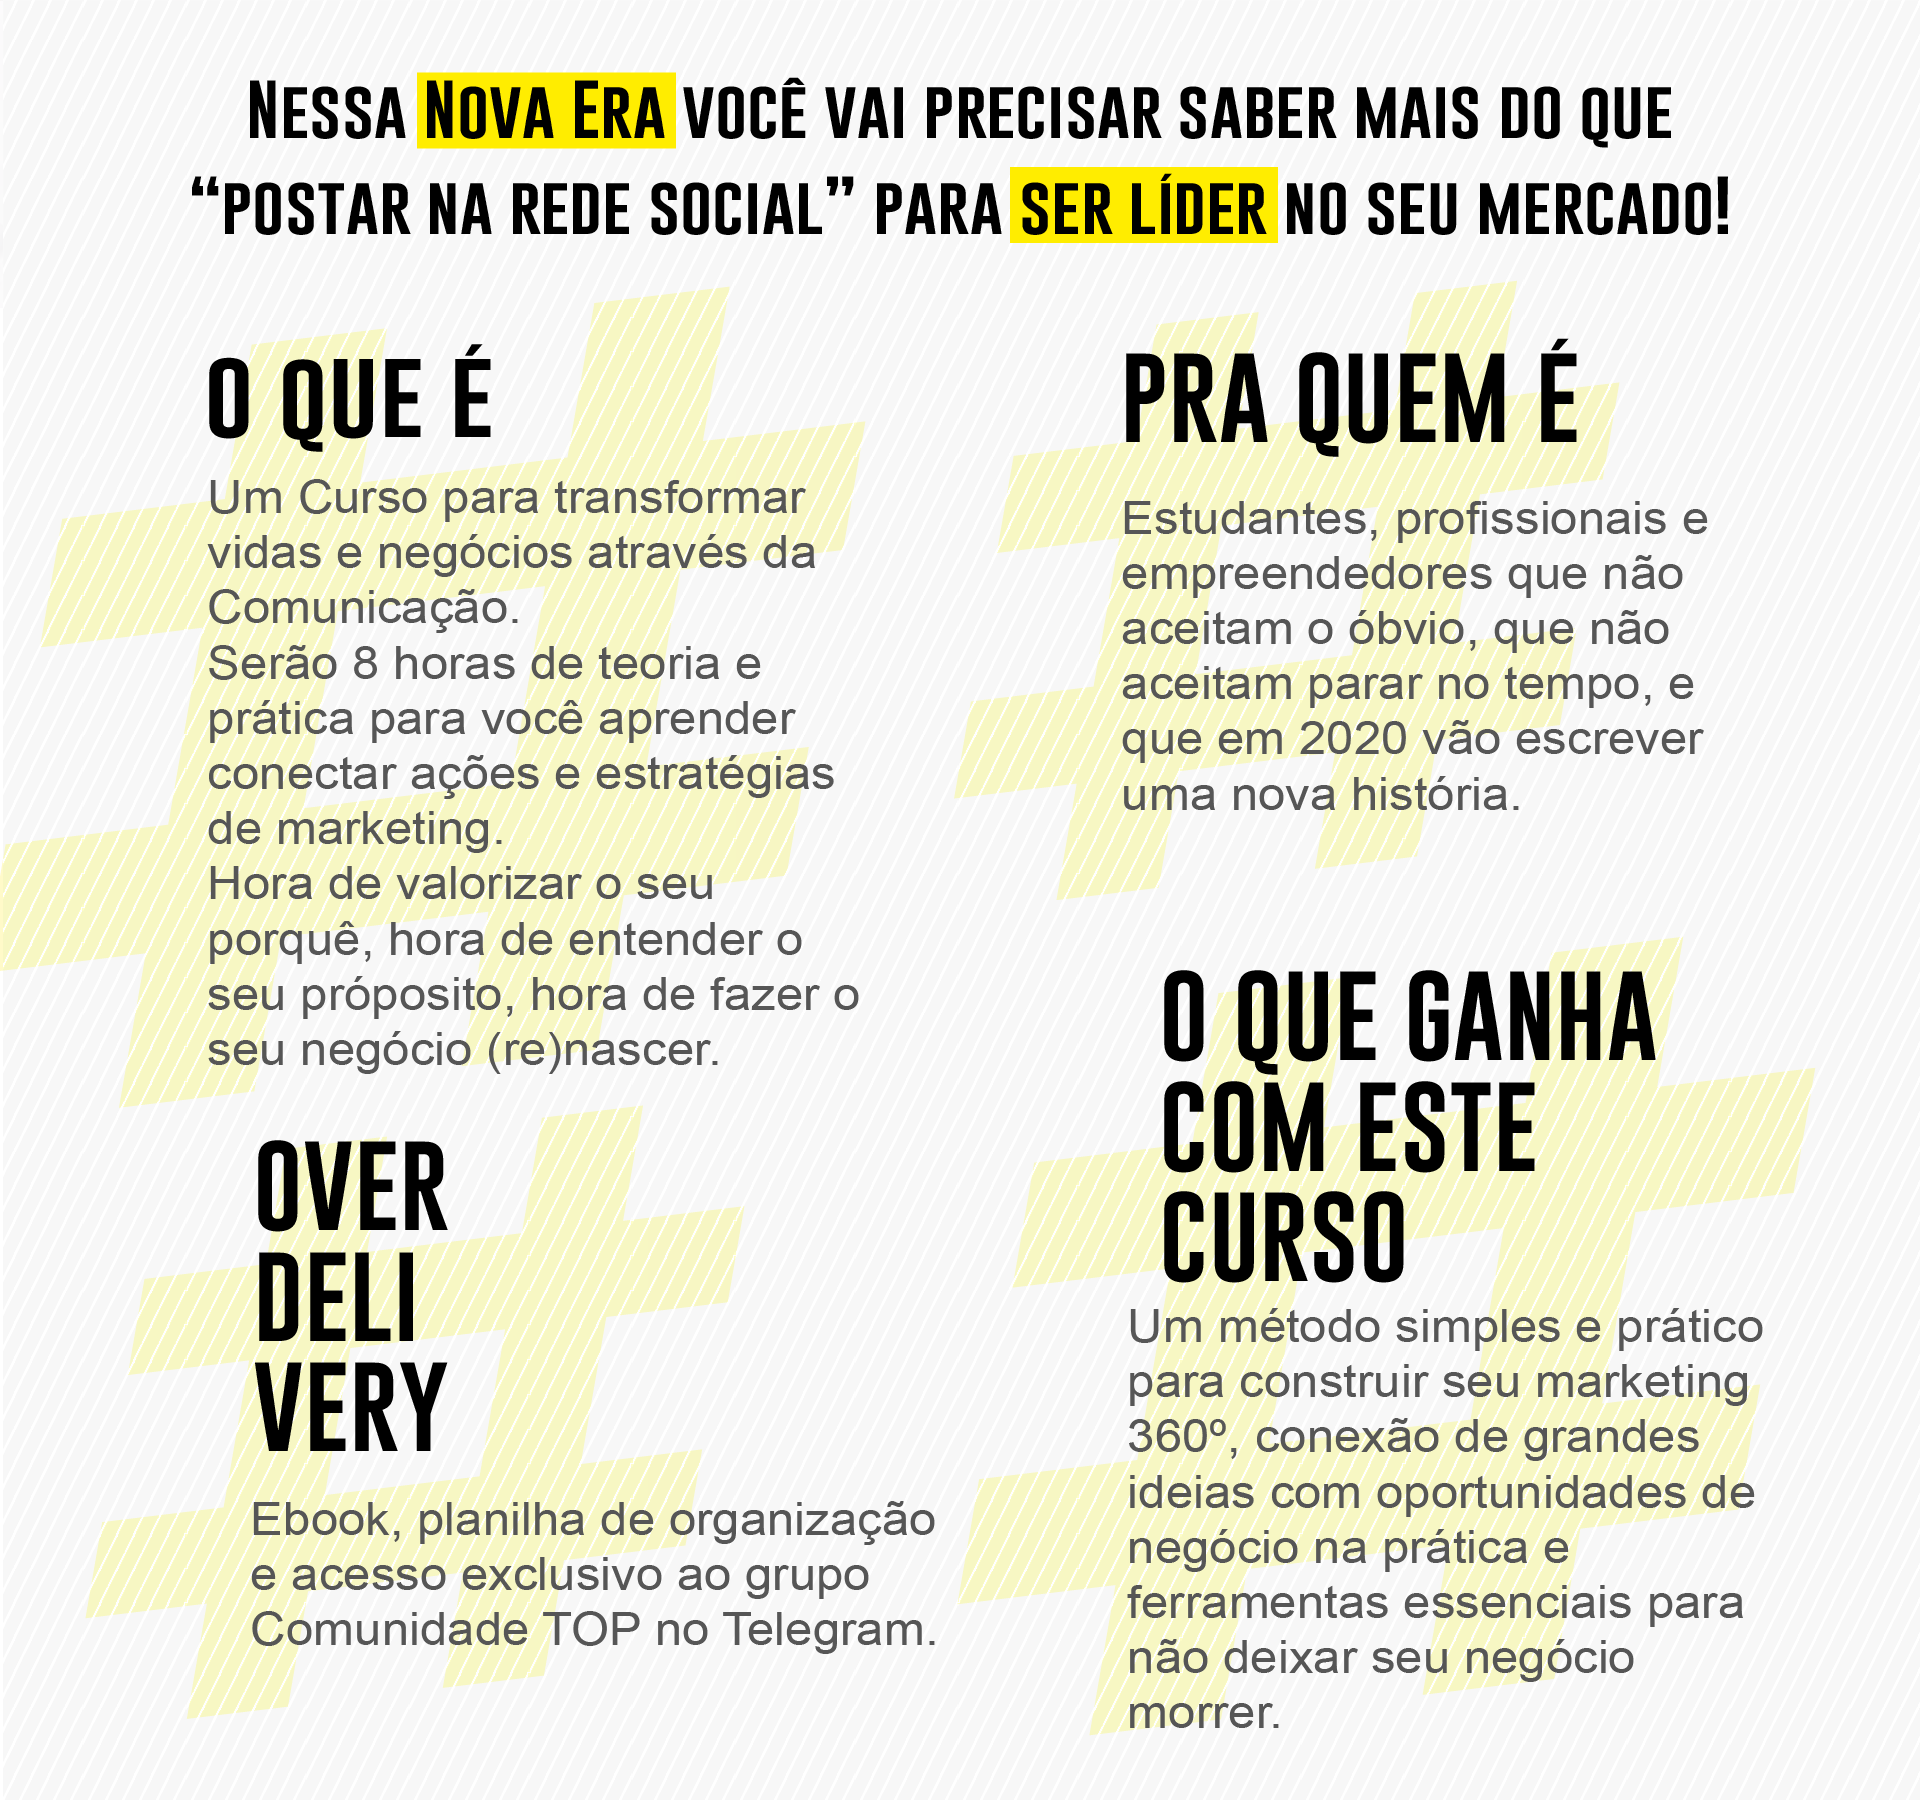 Nessa Nova Era você vai precisar saber mais do que
“postar na rede social” para ser líder no seu mercado!
O QUE É
Um Curso para transformar
vidas e negócios através da
Comunicação.
Serão 8 horas de teoria e
prática para você aprender
conectar ações e estratégias
de marketing.
Hora de valorizar o seu
porquê, hora de entender o
seu próposito, hora de fazer o
seu negócio (re)nascer.
PRA QUEM É
Estudantes, profissionais e
empreendedores que não
aceitam o óbvio, que não
aceitam parar no tempo, e
que em 2020 vão escrever
uma nova história.
OVER
DELI
VERY
Ebook, planilha de organização
e acesso exclusivo ao grupo
Comunidade TOP no Telegram.
O QUE GANHA
COM ESTE
CURSO
Um método simples e prático
para construir seu marketing
360º, conexão de grandes
ideias com oportunidades de
negócio na prática e
ferramentas essenciais para
não deixar seu negócio
morrer.